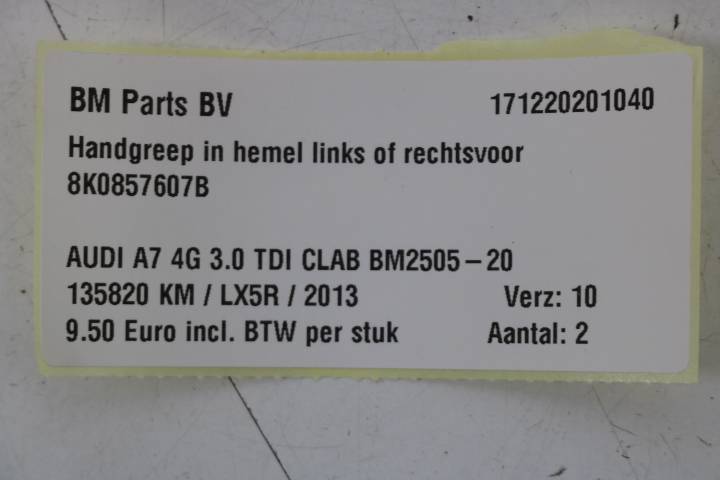 BM Parts BV 171220201040
Handgreep in hemel links of rechtsvoor
8K0857607B
AUDI A7 4G 3.0 TDI CLAB BM2505-20
135820 KM / LX5R / 2013 Verz: 10
9.50 Euro incl. BTW per stuk Aantal: 2